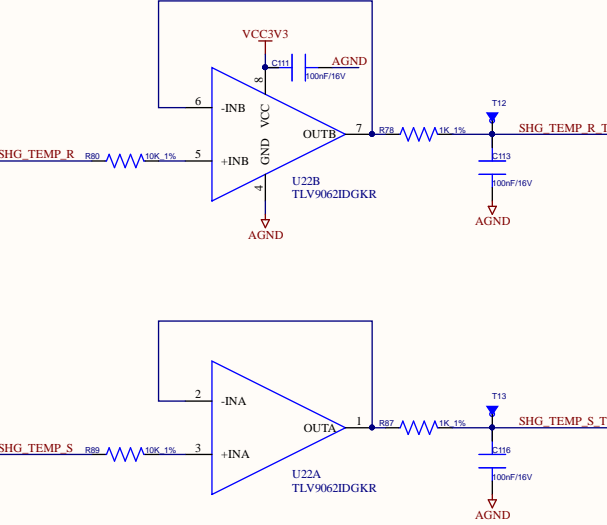 VCC3V3
C111
AGND
100nF/16V
8
6
-INB
VCC
T12
OUTB
7
R78
1K_1%
SHG_TEMP_R_T
SHG_TEMP_R
R80
10K_1%
5
+INB
GND
C113
100nF/16V
4
U22B
TLV9062IDGKR
AGND
AGND
2
-INA
T13
OUTA
1
R87
1K_1%
SHG_TEMP_S_T
SHG_TEMP_S
R89
10K_1%
3
+INA
C116
100nF/16V
U22A
TLV9062IDGKR
AGND